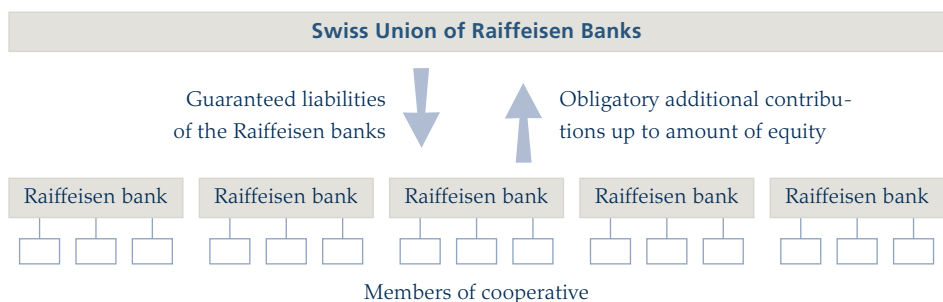 Swiss Union of Raiffeisen Banks
Guaranteed liabilities
of the Raiffeisen banks
Obligatory additional contribu-
tions up to amount of equity
Raiffeisen bank
Raiffeisen bank
Raiffeisen bank
Raiffeisen bank
Raiffeisen bank
Members of cooperative